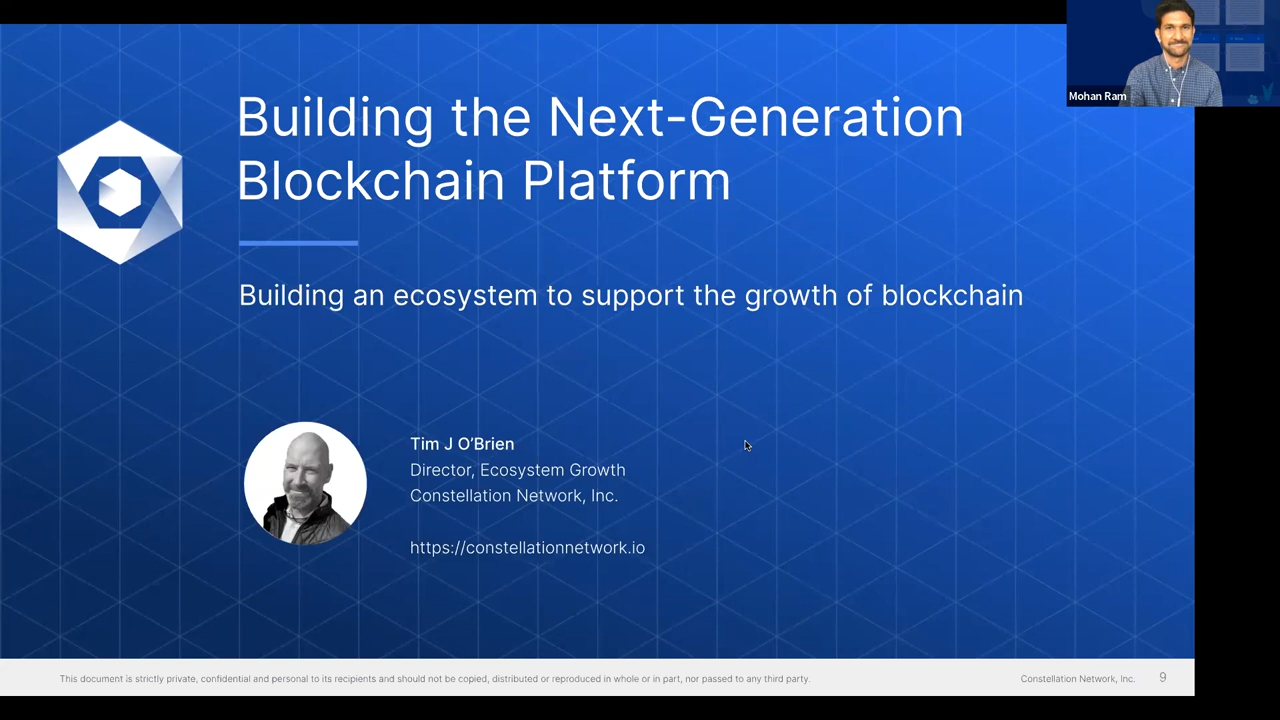 Mohan Ram
Building the Next-Generation
Blockchain Platform
Building an ecosystem to support the growth of blockchain
Tim J O’Brien
Director, Ecosystem Growth
Constellation Network, Inc.
https://constellationnetwork.io
This document is strictly private, confidential and personal to its recipients and should not be copied, distributed or reproduced in whole or in part, nor passed to any third party.
Constellation Network, Inc. 9